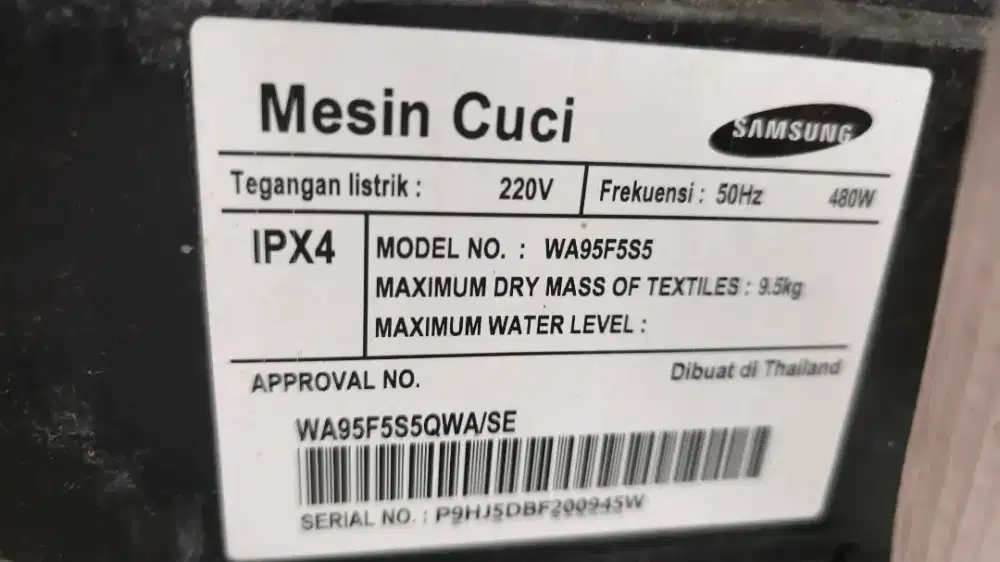 Mesin Cuci
SAMSUNG
Tegangan listrik : 220V Frekuensi : 50Hz 480W
IPX4
MODEL NO. : WA95F5S5
MAXIMUM DRY MASS OF TEXTILES : 9.5kg
MAXIMUM WATER LEVEL :
APPROVAL NO.
Dibuat di Thailand
WA95F5S5QWA/SE
SERIAL NO. : P9HJ5DBF200945W